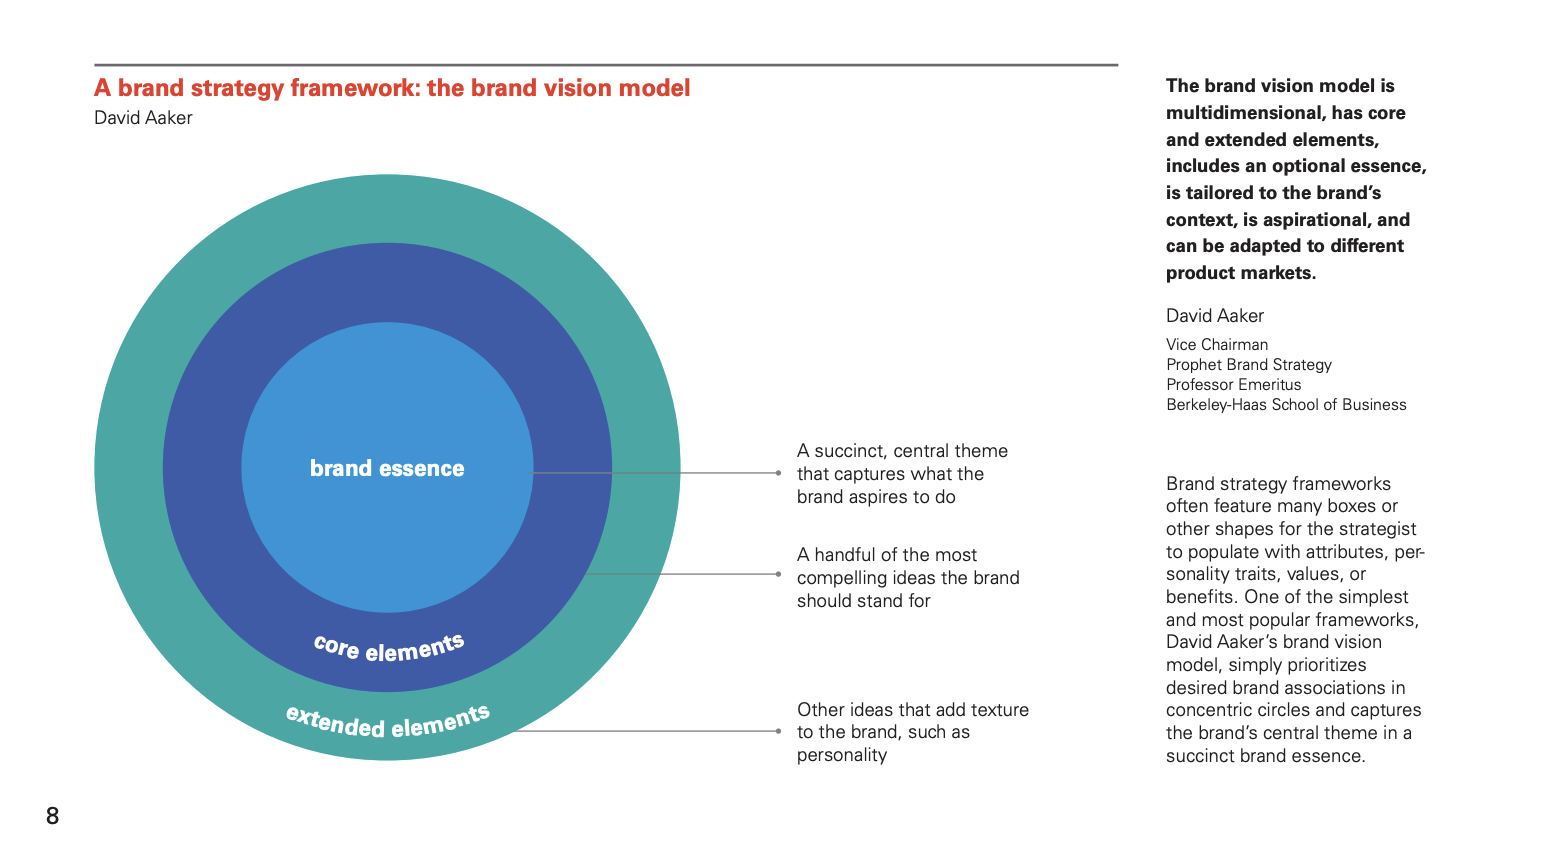 A brand strategy framework: the brand vision model
David Aaker
brand essence
core elements
extended elements
A succinct, central theme
that captures what the
brand aspires to do
A handful of the most
compelling ideas the brand
should stand for
Other ideas that add texture
to the brand, such as
personality
The brand vision model is
multidimensional, has core
and extended elements,
includes an optional essence,
is tailored to the brand’s
context, is aspirational, and
can be adapted to different
product markets.
David Aaker
Vice Chairman
Prophet Brand Strategy
Professor Emeritus
Berkeley-Haas School of Business
Brand strategy frameworks
often feature many boxes or
other shapes for the strategist
to populate with attributes, per-
sonality traits, values, or
benefits. One of the simplest
and most popular frameworks,
David Aaker’s brand vision
model, simply prioritizes
desired brand associations in
concentric circles and captures
the brand’s central theme in a
succinct brand essence.
8